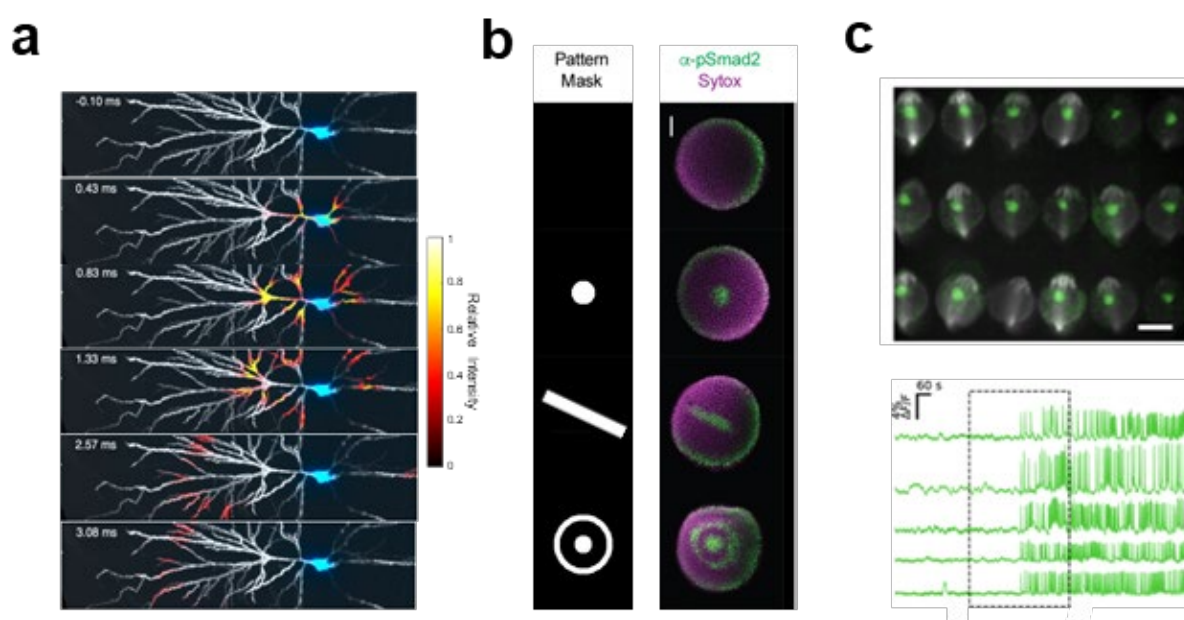 a
-0.10 ms
0.43 ms
0.83 ms
1.33 ms
2.57 ms
3.08 ms
1
0.8
0.6
0.4
0.2
0
Relative Intensity
b
Pattern
Mask
α-pSmad2
Sytox
c
60 s
ΔF/F